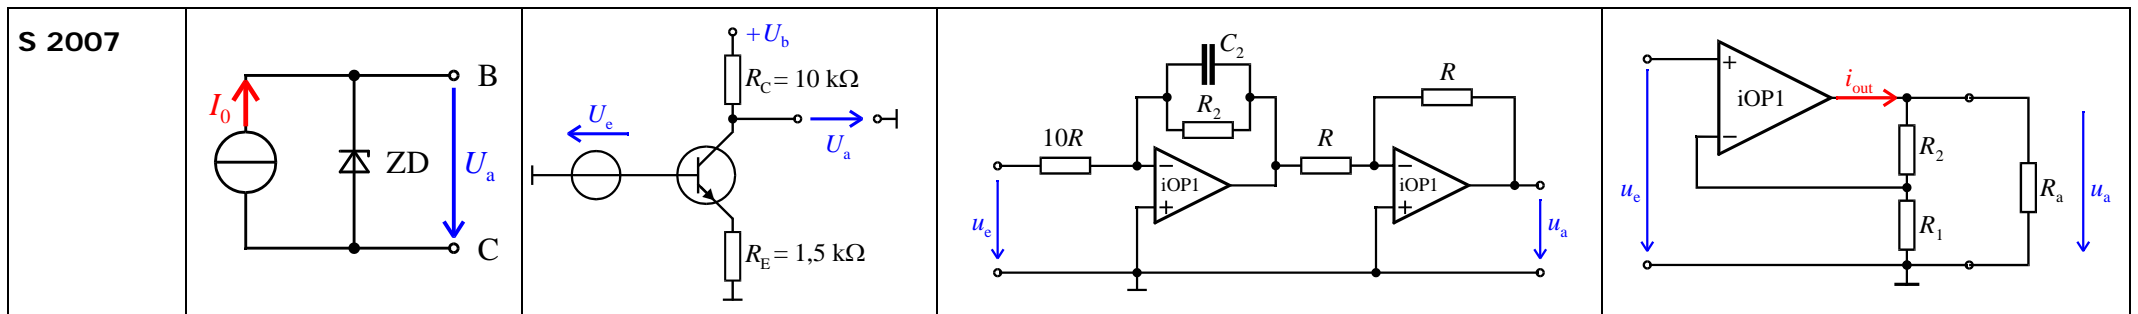 S 2007
I0
ZD
B
Ua
C
+Ub
RC = 10 kΩ
Ue
Ua
RE = 1,5 kΩ
C2
R2
10R
−
iOP1
+
R
R
−
iOP1
+
ue
ua
+
iOP1
−
iout
R2
R1
Ra
ue
ua